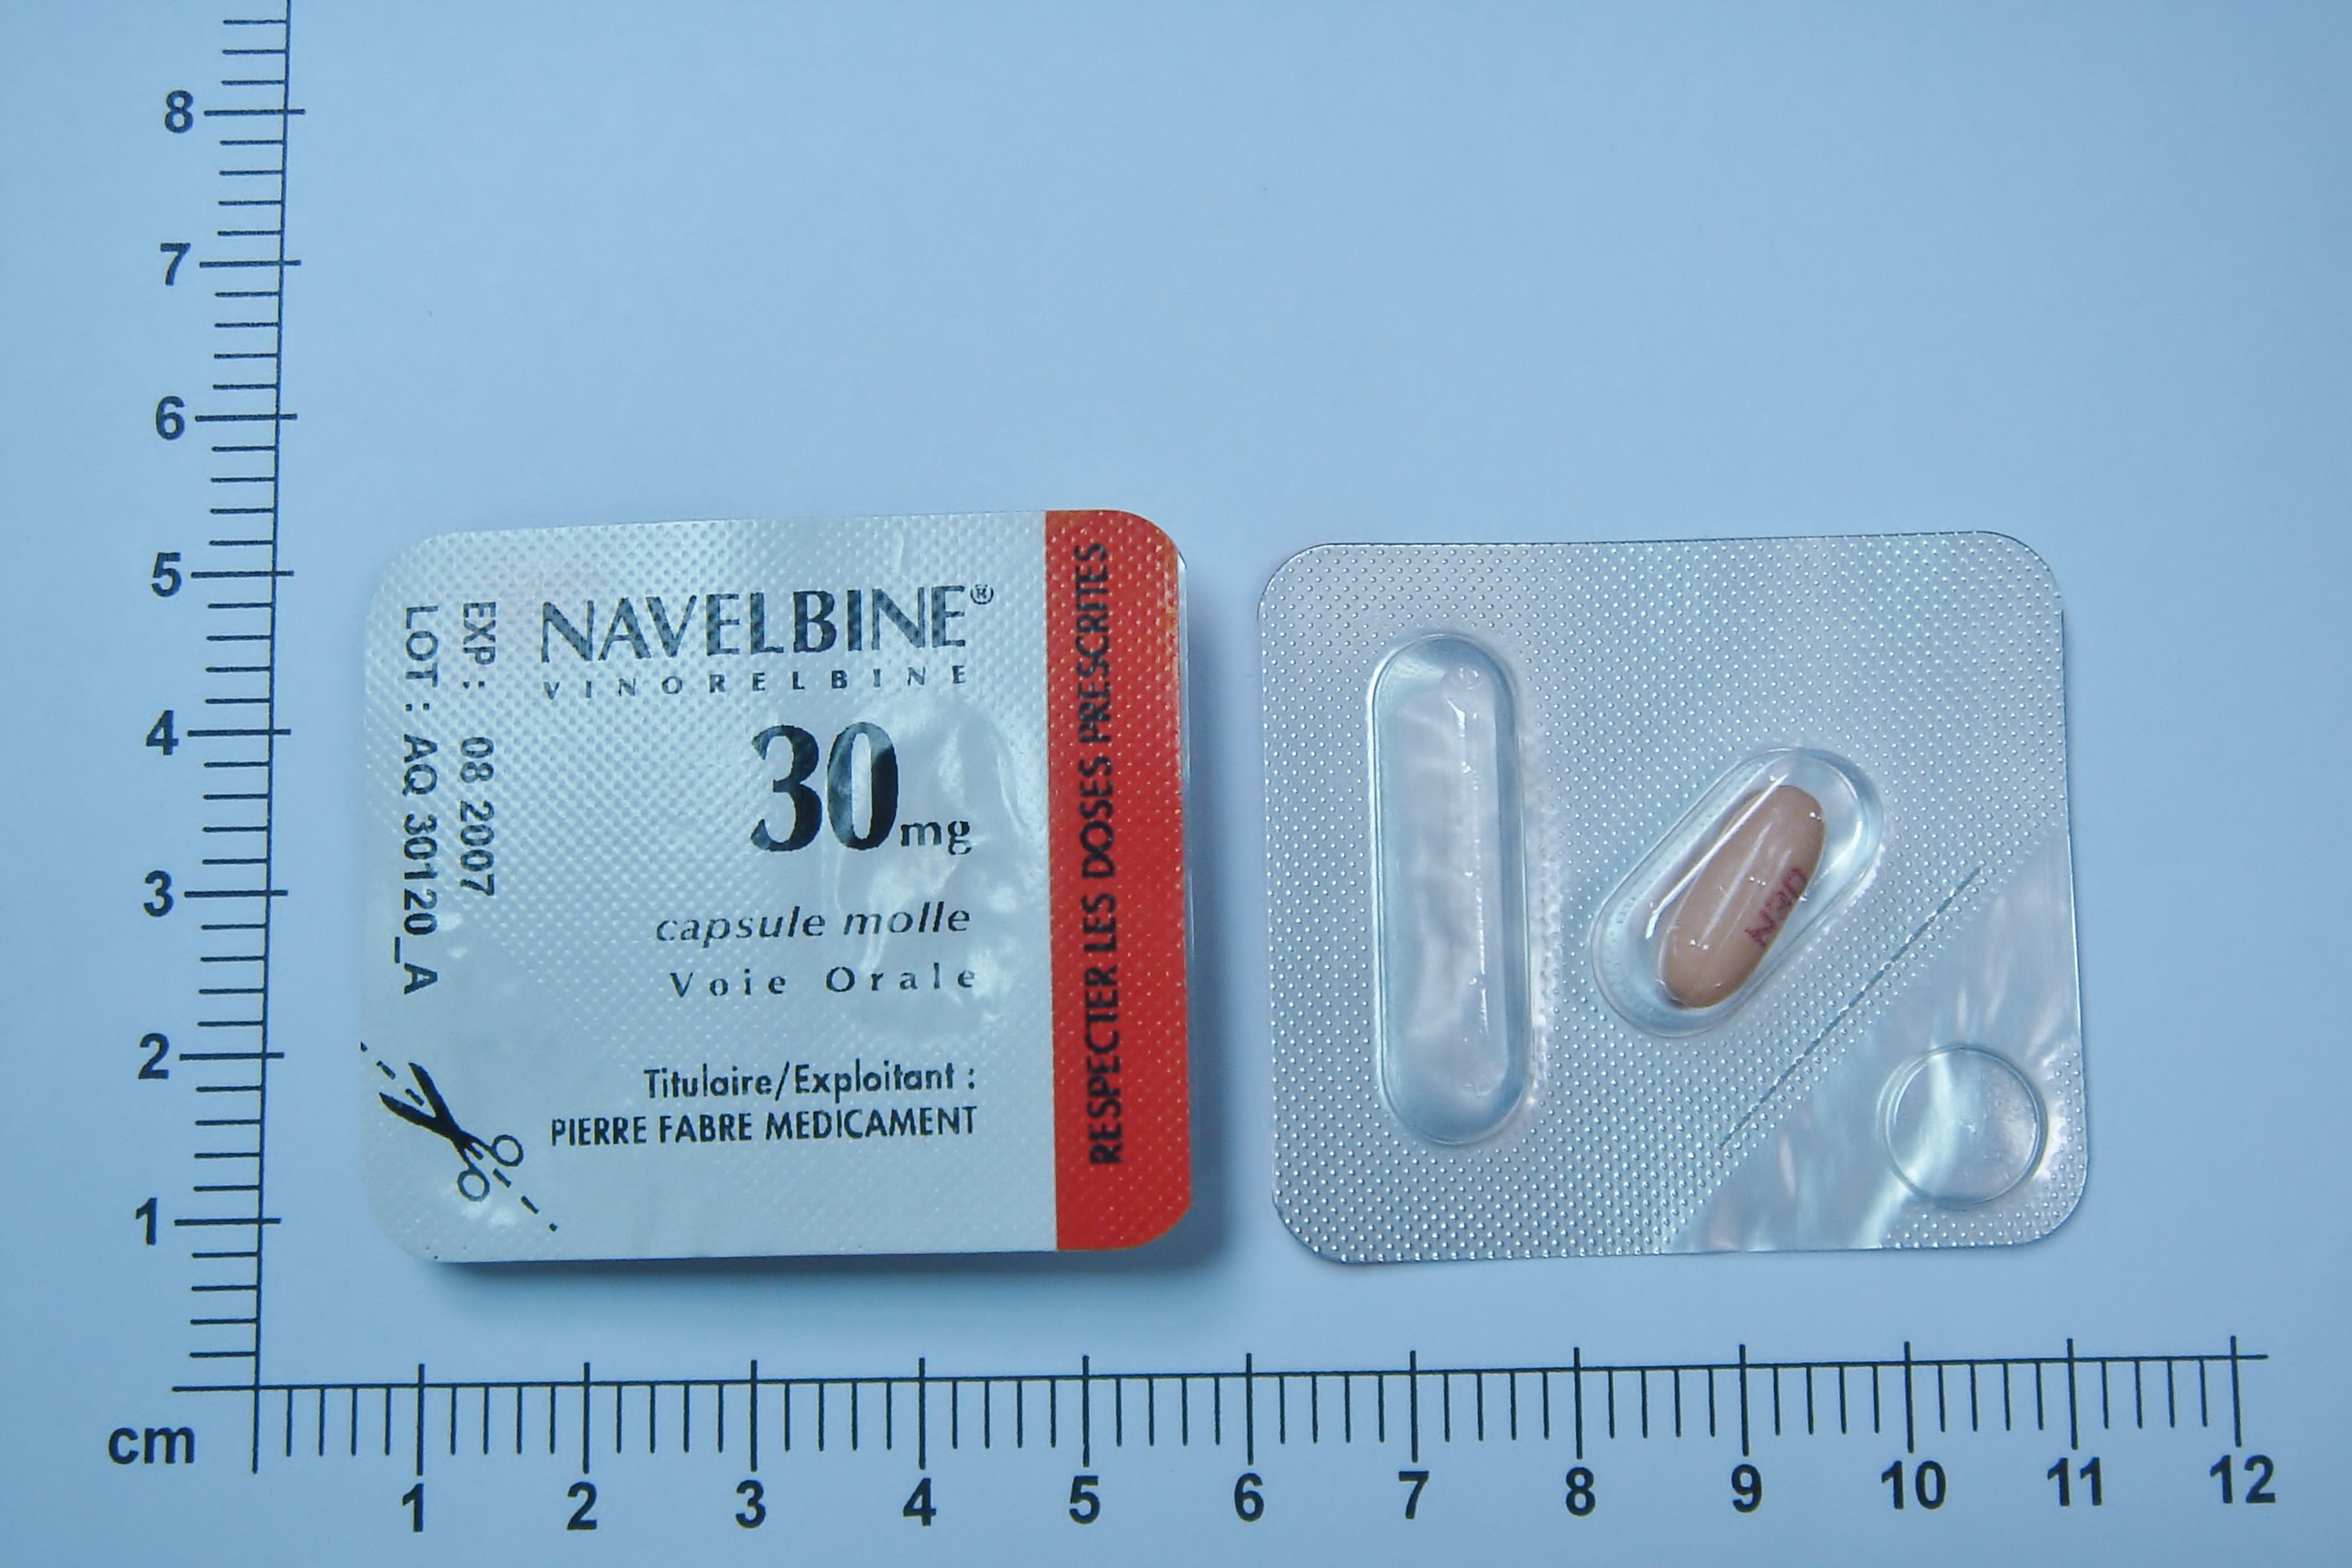 8
7
6
5
4
3
2
1
cm
1 2 3 4 5 6 7 8 9 10 11 12
EXP : 08 2007
LOT : AQ 30120_A
NAVELBINE®
VINORELBINE
30 mg
capsule molle
Voie Orale
Titulaire/Exploitant :
PIERRE FABRE MEDICAMENT
RESPECTER LES DOSES PRESCRITES